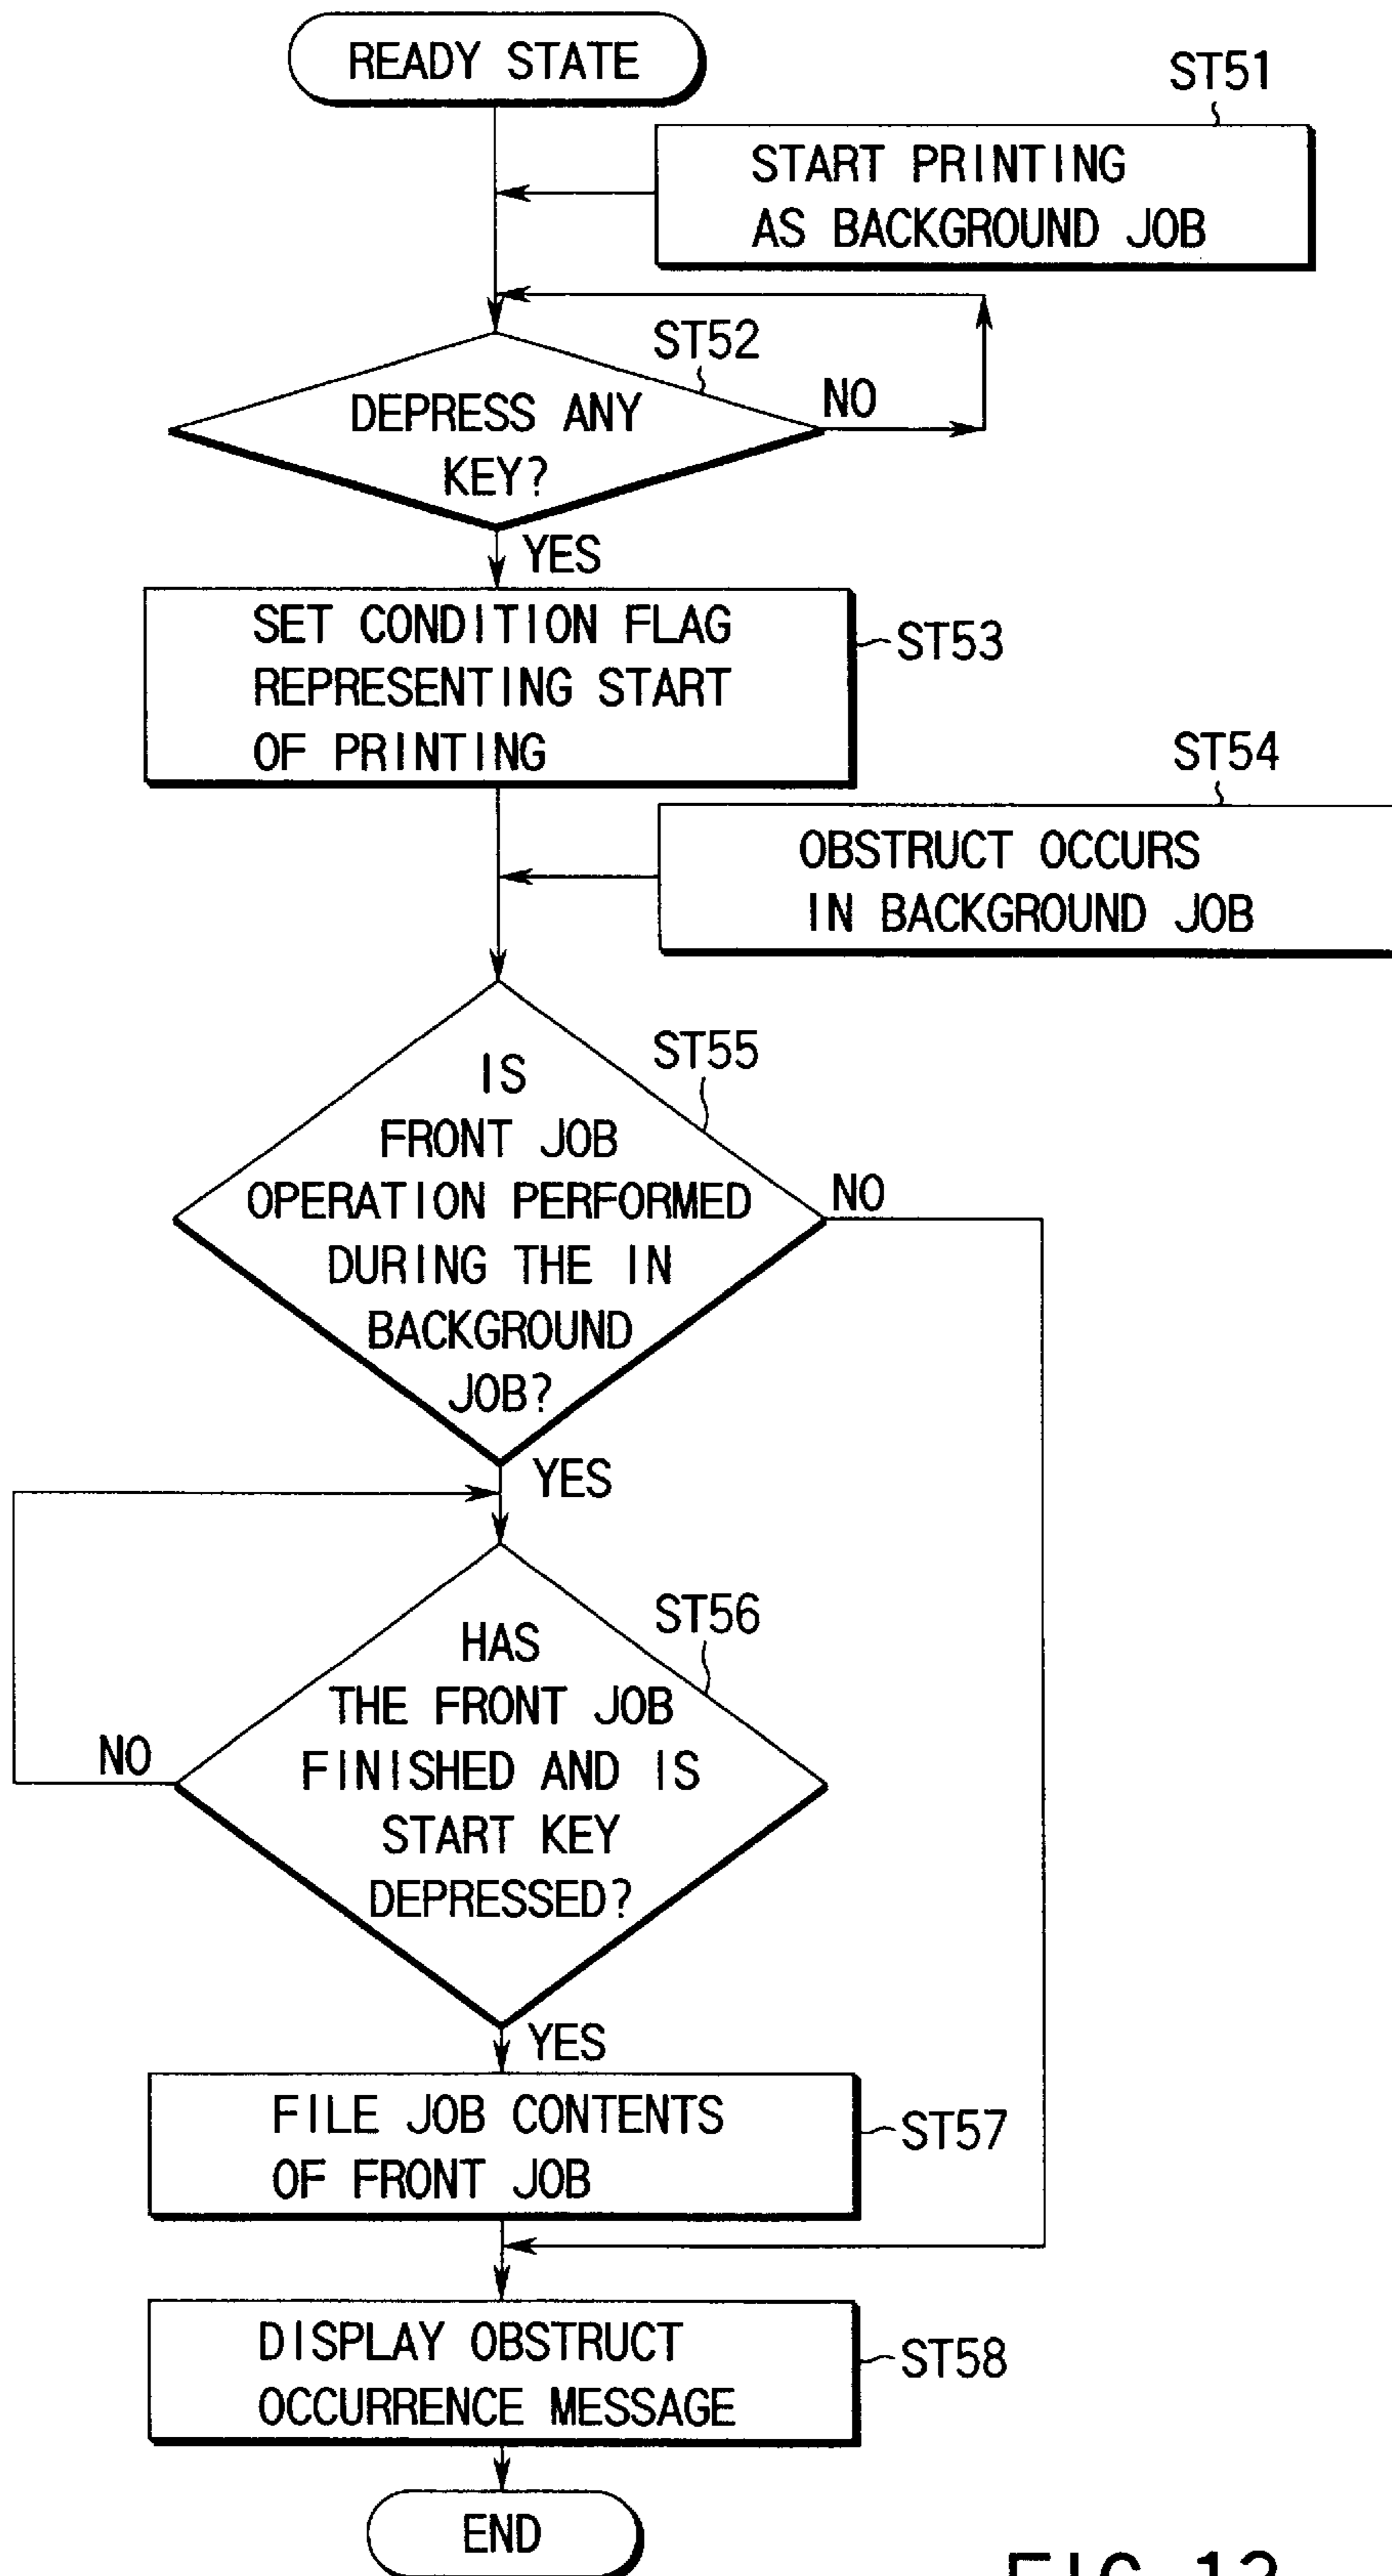 READY STATE
ST51
START PRINTING
AS BACKGROUND JOB
ST52
DEPRESS ANY
KEY?
NO
YES
SET CONDITION FLAG
REPRESENTING START
OF PRINTING
ST53
ST54
OBSTRUCT OCCURS
IN BACKGROUND JOB
ST55
IS
FRONT JOB
OPERATION PERFORMED
DURING THE IN
BACKGROUND
JOB?
NO
YES
ST56
HAS
THE FRONT JOB
FINISHED AND IS
START KEY
DEPRESSED?
NO
YES
FILE JOB CONTENTS
OF FRONT JOB
ST57
DISPLAY OBSTRUCT
OCCURRENCE MESSAGE
ST58
END